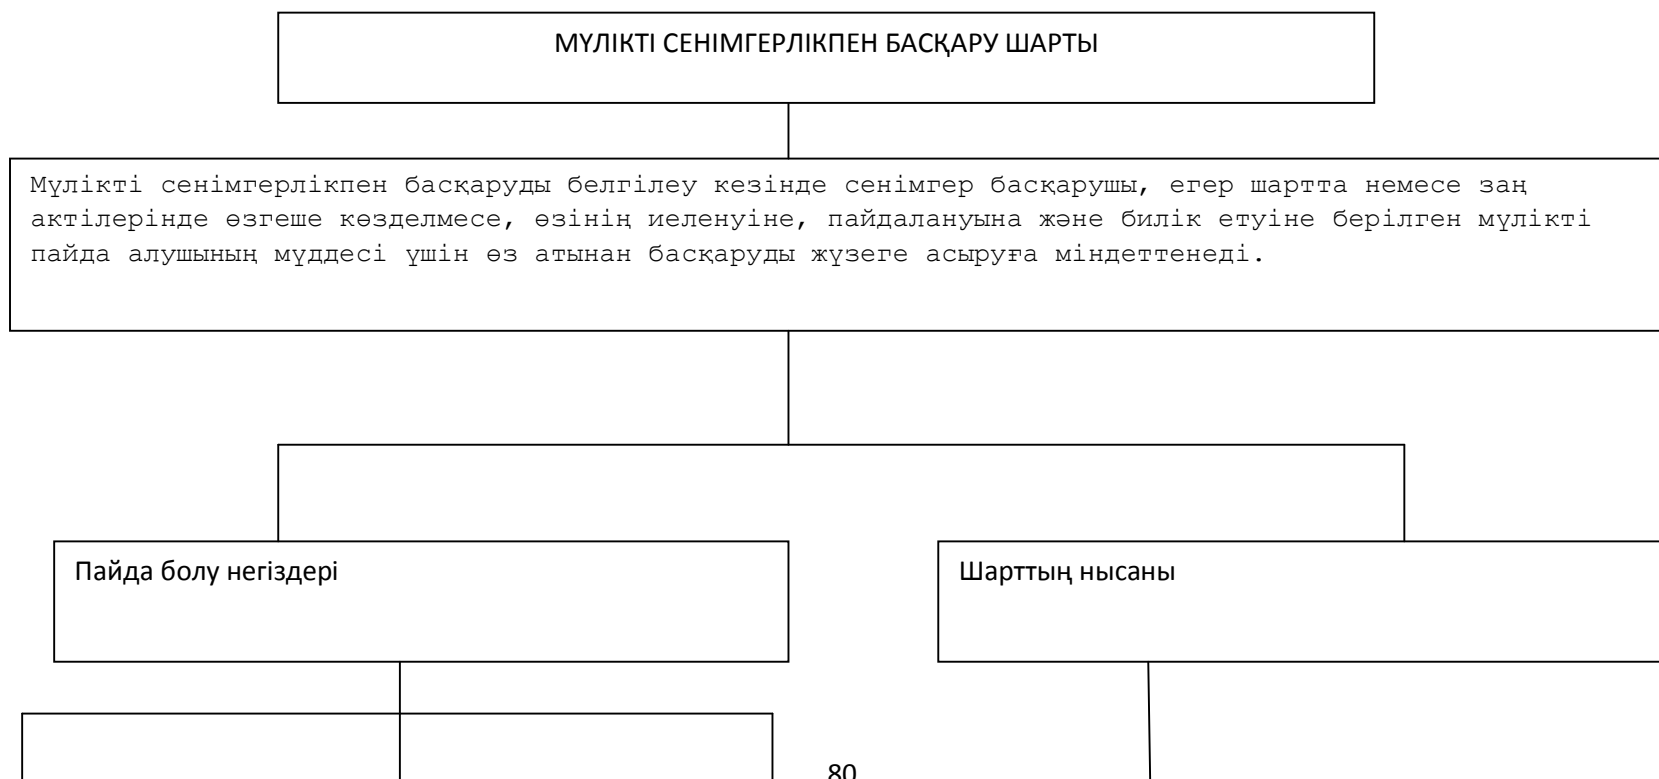 МҮЛІКТІ СЕНІМГЕРЛІКПЕН БАСҚАРУ ШАРТЫ
Мүлікті сенімгерлікпен басқаруды белгілеу кезінде сенімгер басқарушы, егер шартта немесе заң
актілерінде өзгеше көзделмесе, өзінің иеленуіне, пайдалануына және билік етуіне берілген мүлікті
пайда алушының мүддесі үшін өз атынан басқаруды жүзеге асыруға міндеттенеді.
Пайда болу негіздері
Шарттың нысаны
80